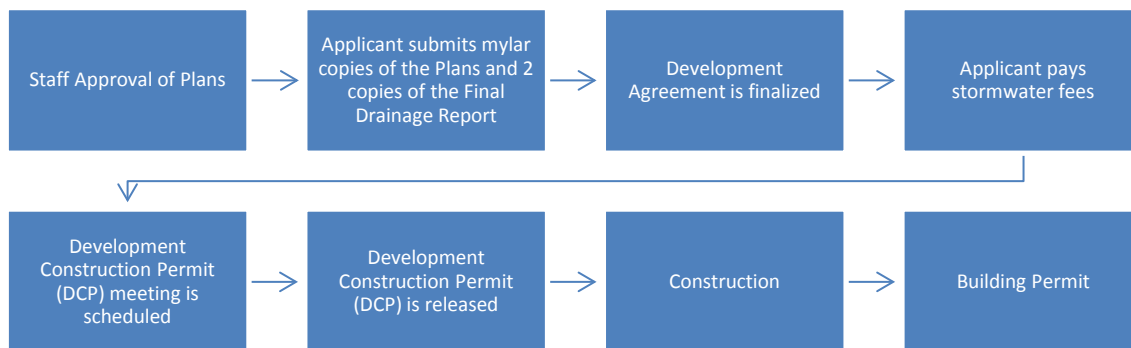 Staff Approval of Plans
Applicant submits mylar
copies of the Plans and 2
copies of the Final
Drainage Report
Development
Agreement is finalized
Applicant pays
stormwater fees
Development
Construction Permit
(DCP) meeting is
scheduled
Development
Construction Permit
(DCP) is released
Construction
Building Permit